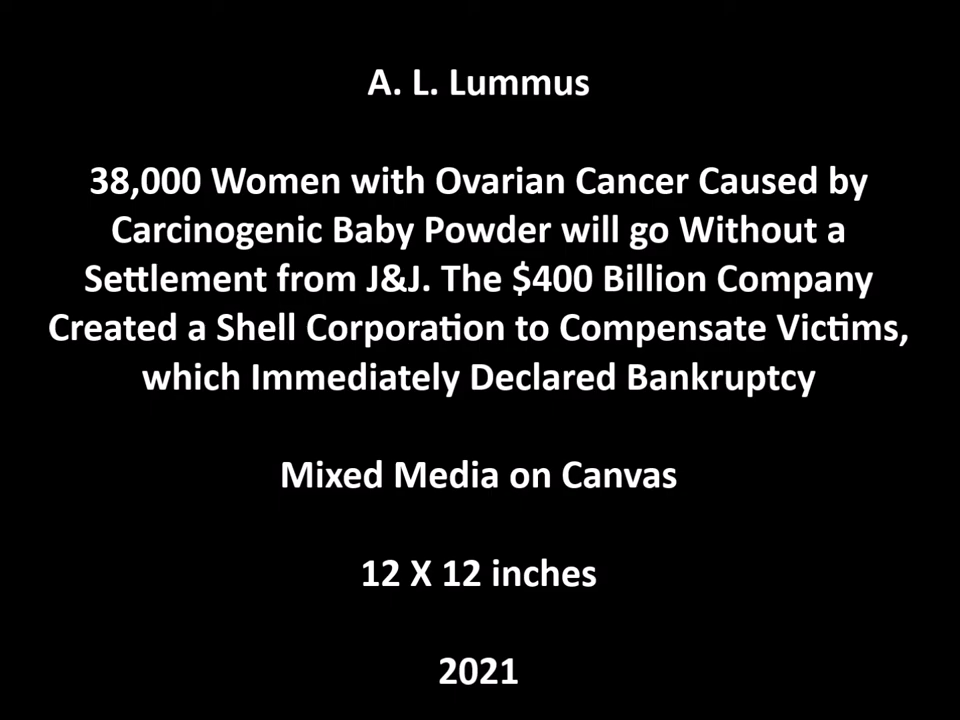 A. L. Lummus
38,000 Women with Ovarian Cancer Caused by
Carcinogenic Baby Powder will go Without a
Settlement from J&J. The $400 Billion Company
Created a Shell Corporation to Compensate Victims,
which Immediately Declared Bankruptcy
Mixed Media on Canvas
12 X 12 inches
2021